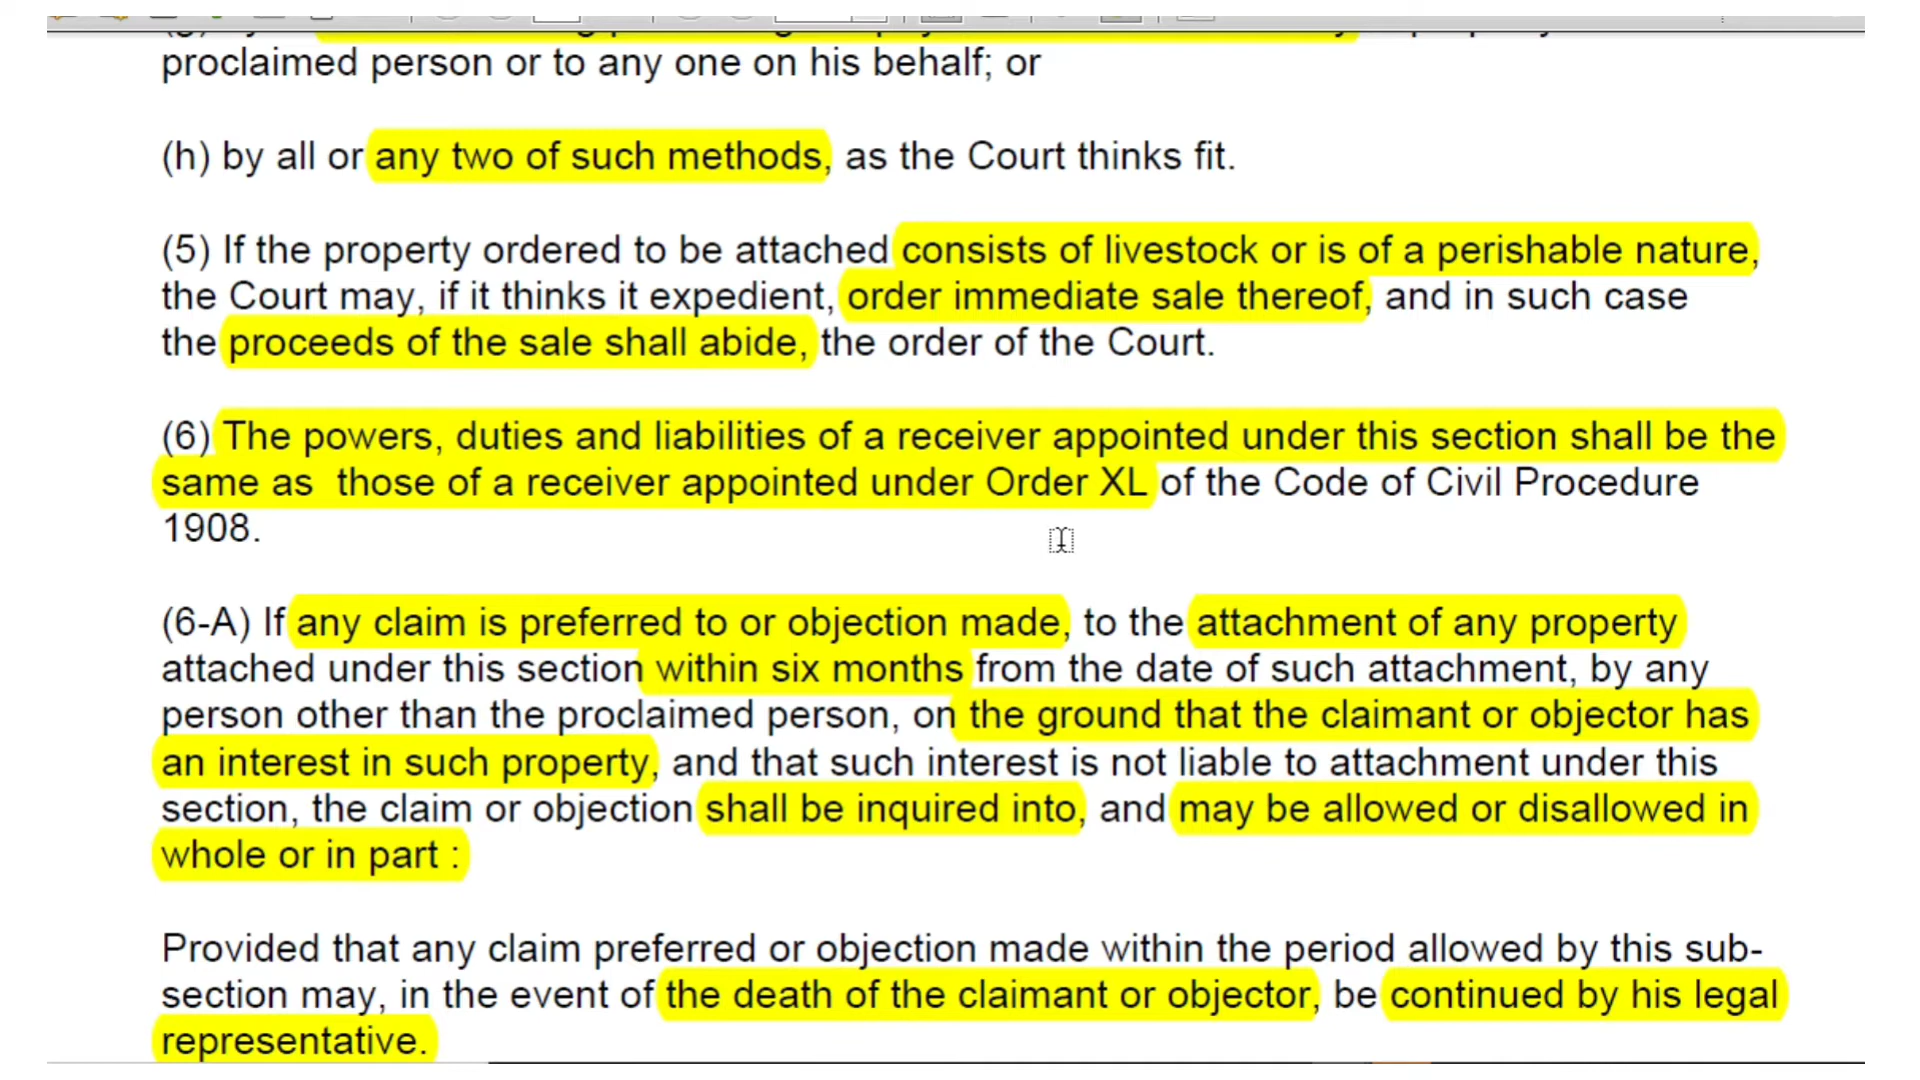 proclaimed person or to any one on his behalf; or
(h) by all or any two of such methods, as the Court thinks fit.
(5) If the property ordered to be attached consists of livestock or is of a perishable nature,
the Court may, if it thinks it expedient, order immediate sale thereof, and in such case
the proceeds of the sale shall abide, the order of the Court.
(6) The powers, duties and liabilities of a receiver appointed under this section shall be the
same as those of a receiver appointed under Order XL of the Code of Civil Procedure
1908.
(6-A) If any claim is preferred to or objection made, to the attachment of any property
attached under this section within six months from the date of such attachment, by any
person other than the proclaimed person, on the ground that the claimant or objector has
an interest in such property, and that such interest is not liable to attachment under this
section, the claim or objection shall be inquired into, and may be allowed or disallowed in
whole or in part :
Provided that any claim preferred or objection made within the period allowed by this sub-
section may, in the event of the death of the claimant or objector, be continued by his legal
representative.